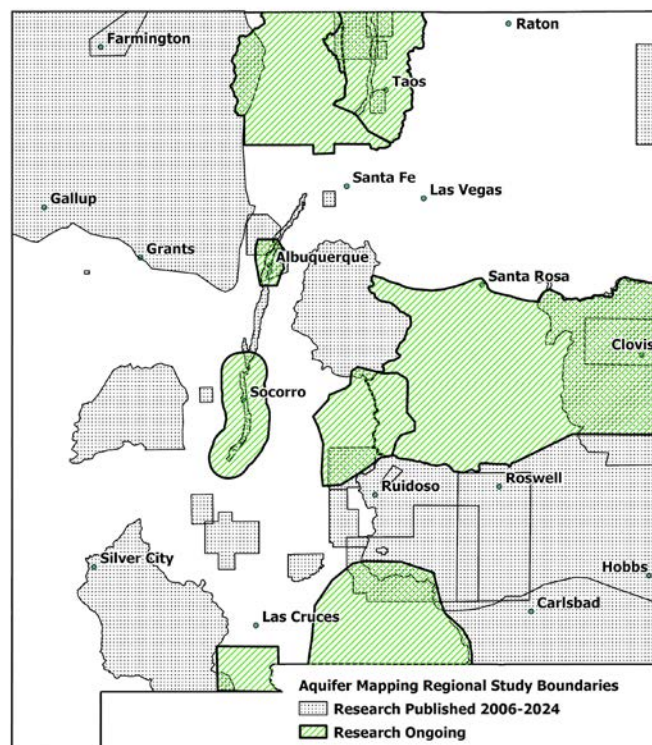 Raton
Farmington
Taos
Santa Fe
Las Vegas
Gallup
Grants
Albuquerque
Santa Rosa
Clovis
Socorro
Ruidoso
Roswell
Silver City
Hobbs
Carlsbad
Las Cruces
Aquifer Mapping Regional Study Boundaries
Research Published 2006-2024
Research Ongoing